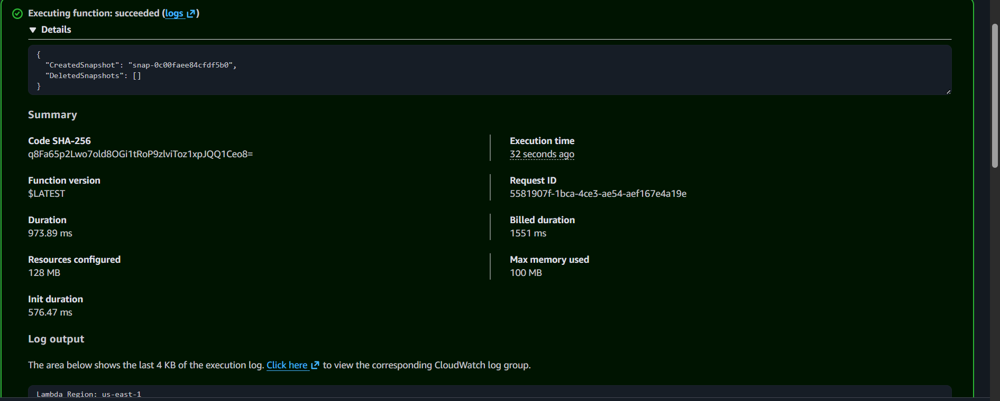 Executing function: succeeded (logs)
Details
{
"CreatedSnapshot": "snap-0c00faee84cfdf5b0",
"DeletedSnapshots": []
}
Summary
Code SHA-256
q8Fa65p2Lwo7old8OGi1tRoP9zlviToz1xpJQQ1Ceo8=
Execution time
32 seconds ago
Function version
$LATEST
Request ID
5581907f-1bca-4ce3-ae54-aef167e4a19e
Duration
973.89 ms
Billed duration
1551 ms
Resources configured
128 MB
Max memory used
100 MB
Init duration
576.47 ms
Log output
The area below shows the last 4 KB of the execution log. Click here to view the corresponding CloudWatch log group.
Lambda Region: us-east-1